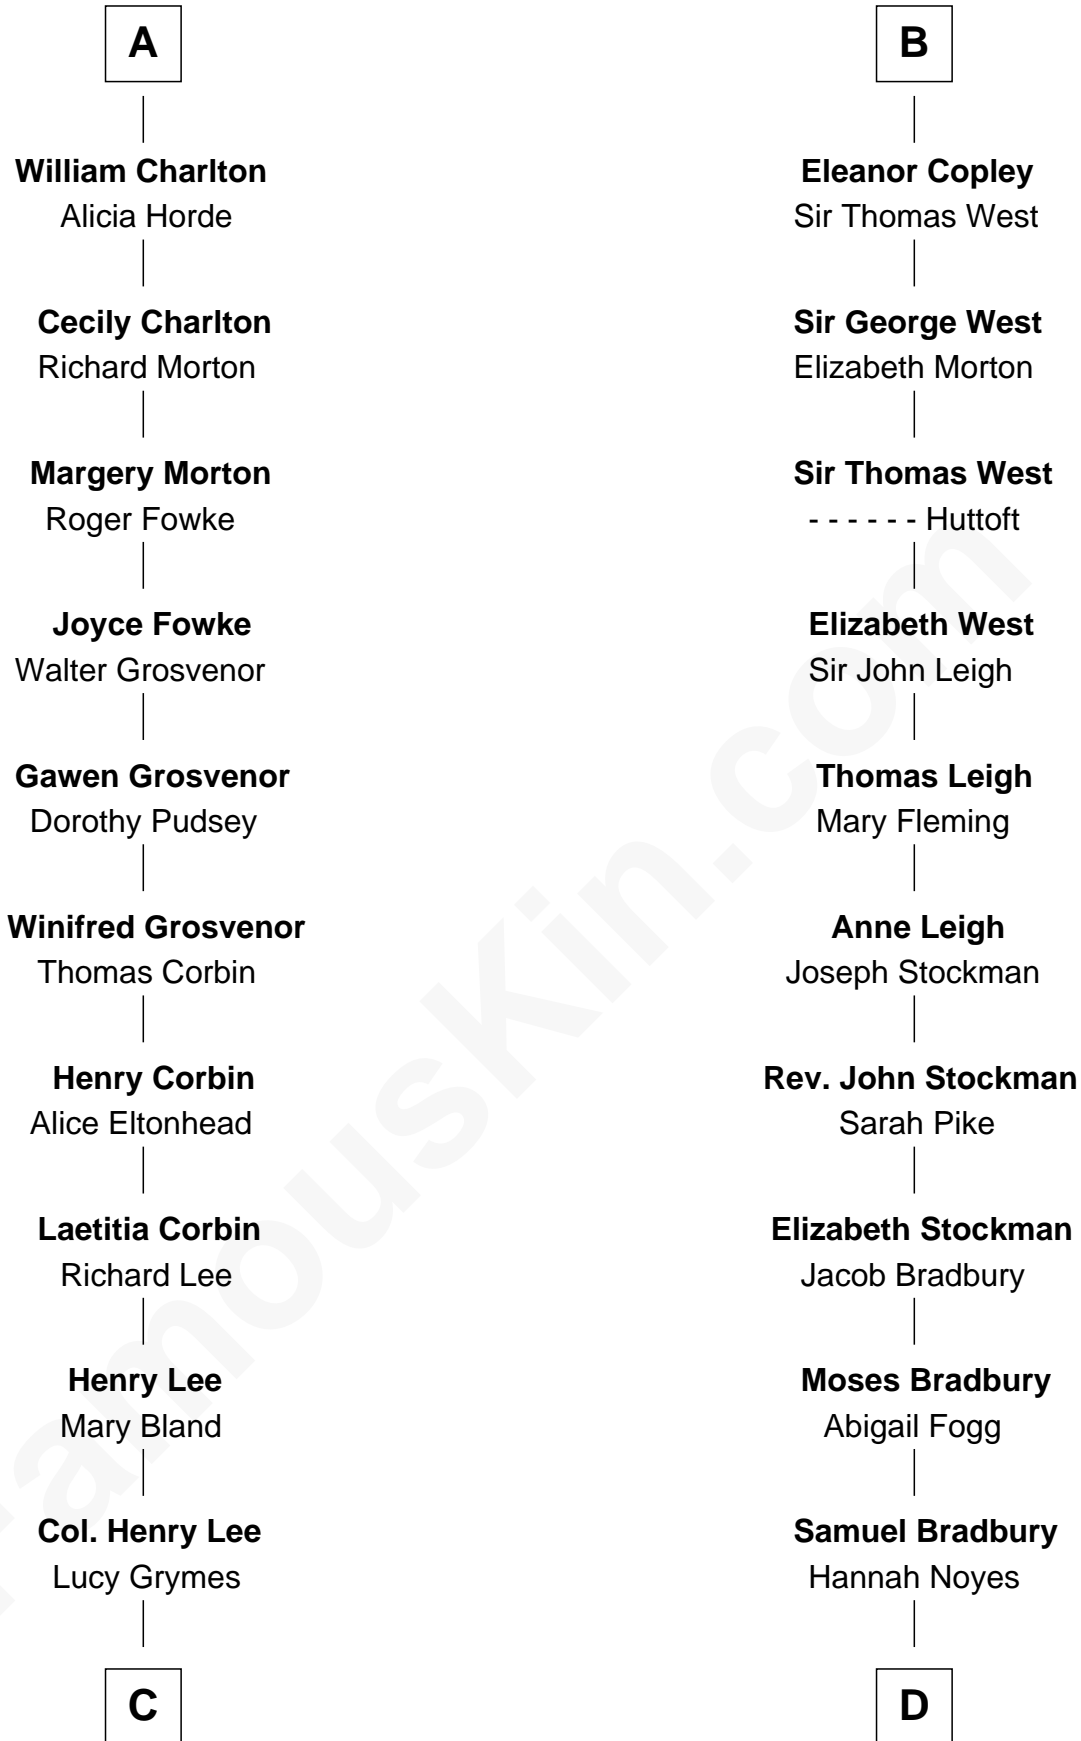 A
William Charlton
Alicia Horde
Cecily Charlton
Richard Morton
Margery Morton
Roger Fowke
Joyce Fowke
Walter Grosvenor
Gawen Grosvenor
Dorothy Pudsey
Winifred Grosvenor
Thomas Corbin
Henry Corbin
Alice Eltonhead
Laetitia Corbin
Richard Lee
Henry Lee
Mary Bland
Col. Henry Lee
Lucy Grymes
C
B
Eleanor Copley
Sir Thomas West
Sir George West
Elizabeth Morton
Sir Thomas West
- - - - - - Huttoft
Elizabeth West
Sir John Leigh
Thomas Leigh
Mary Fleming
Anne Leigh
Joseph Stockman
Rev. John Stockman
Sarah Pike
Elizabeth Stockman
Jacob Bradbury
Moses Bradbury
Abigail Fogg
Samuel Bradbury
Hannah Noyes
D
FamousKin.com